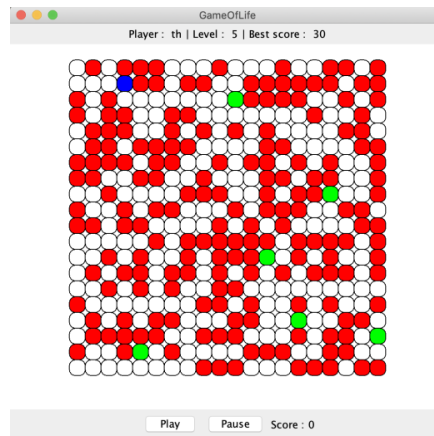 GameOfLife
Player : th | Level : 5 | Best score : 30
Play Pause Score : 0